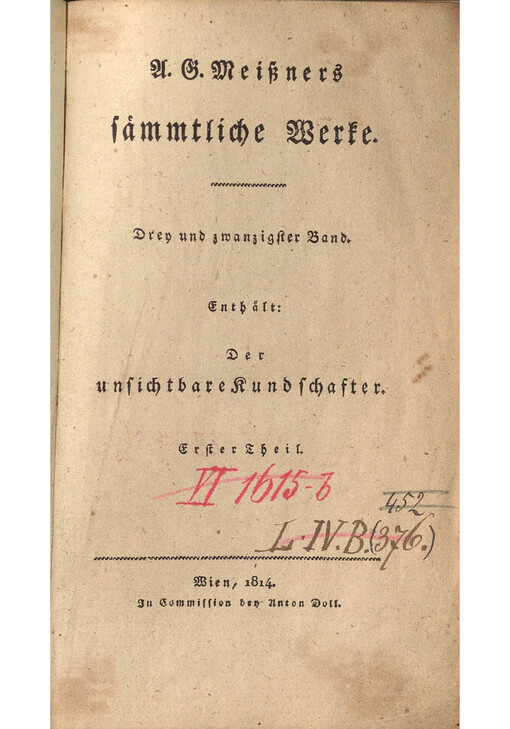 A. G. Meißners
sämmtliche Werke.
Drey und zwanzigster Band.
Enthält:
Der
unsichtbare Kundschafter.
Erster Theil.
VI 1615-b
452
L. IV. B. (376.)
Wien, 1814.
In Commission bey Anton Doll.